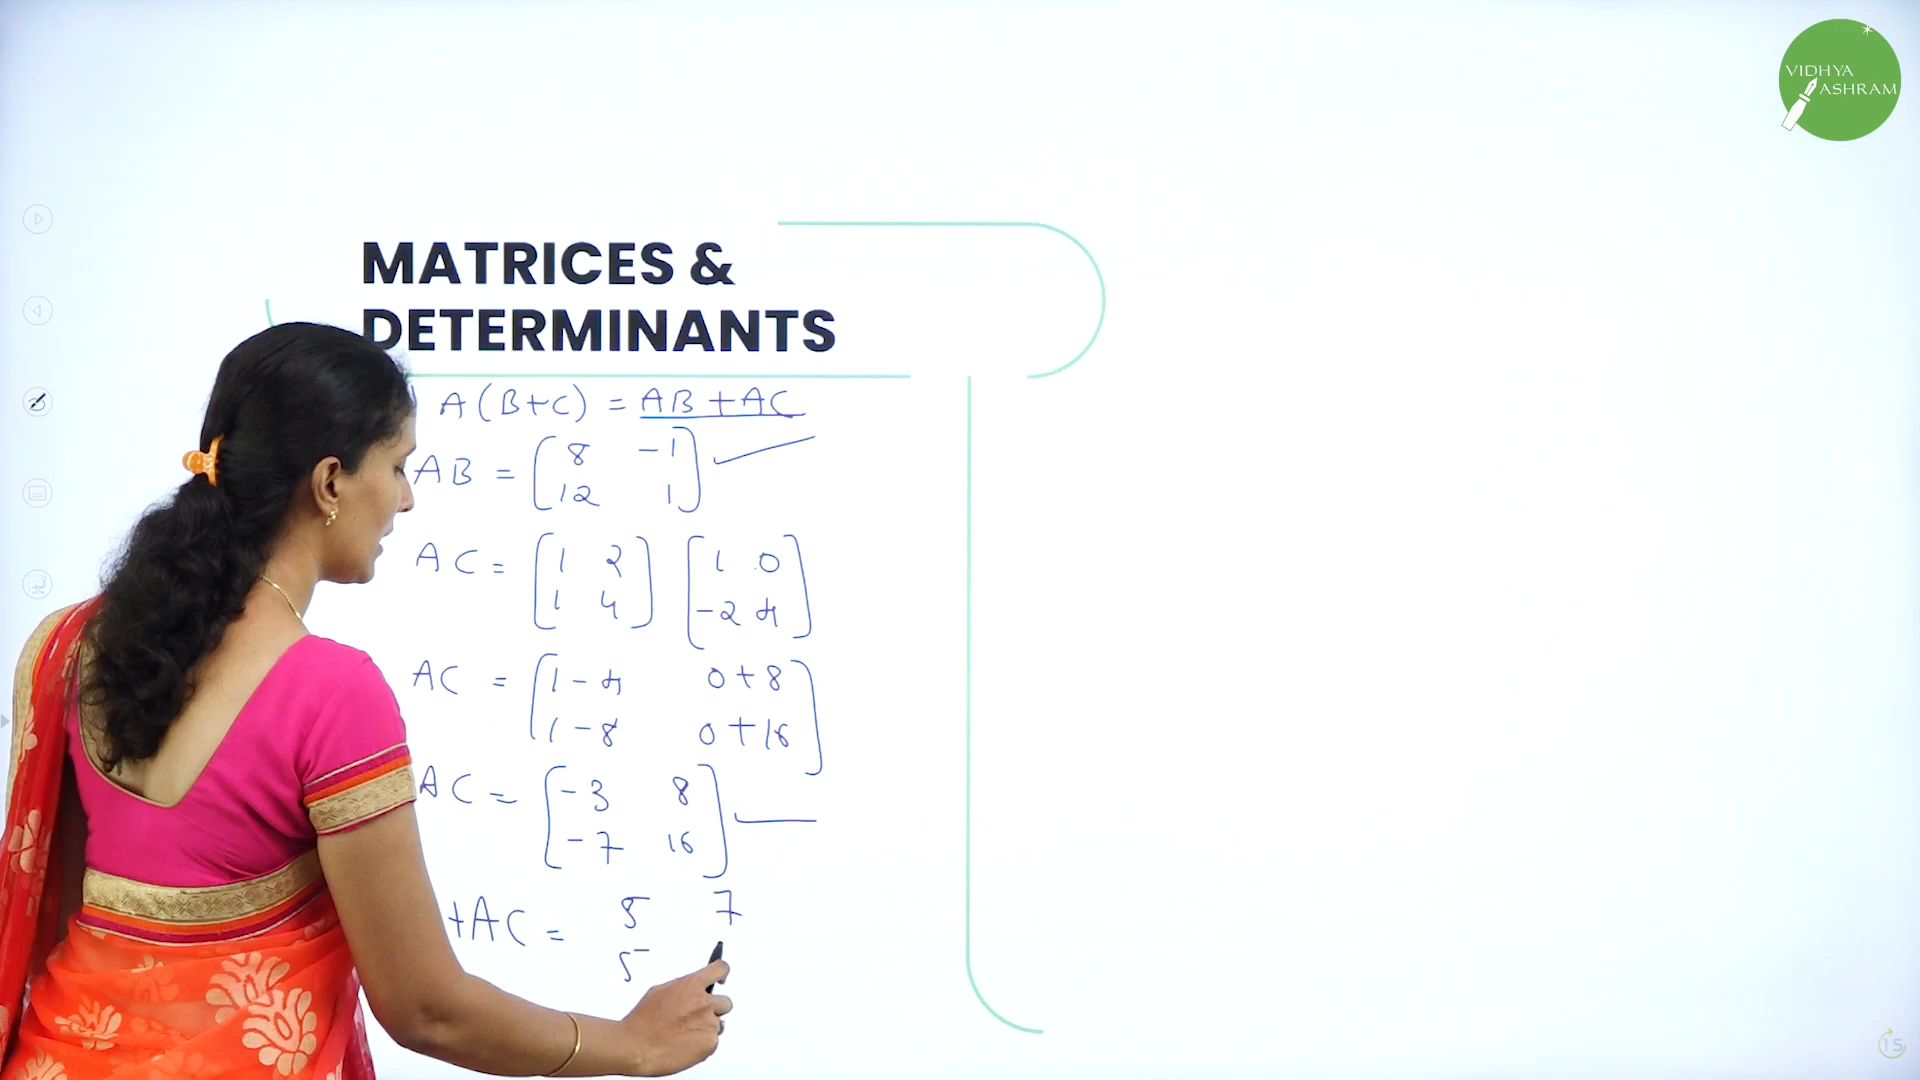 VIDHYA
ASHRAM
MATRICES &
DETERMINANTS
A(B+C) = AB+AC
AB = [8 -1
12 1]
AC = [1 2 [1 0
1 4] -2 4]
AC = [1-4 0+8
1-8 0+16]
AC = [-3 8
-7 16]
+AC = 5 7
5
15